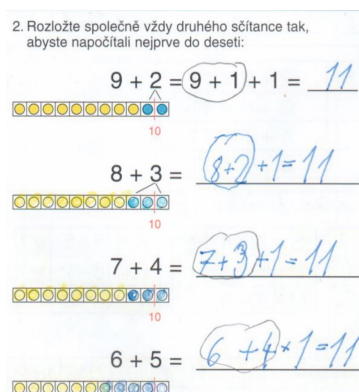 2. Rozložte společně vždy druhého sčítance tak,
abyste napočítali nejprve do deseti:
9 + 2 = 9 + 1 + 1 = 11
10
8 + 3 = 8+2 +1=11
10
7 + 4 = 7+3 +1=11
10
6 + 5 = 6 +4 +1=11